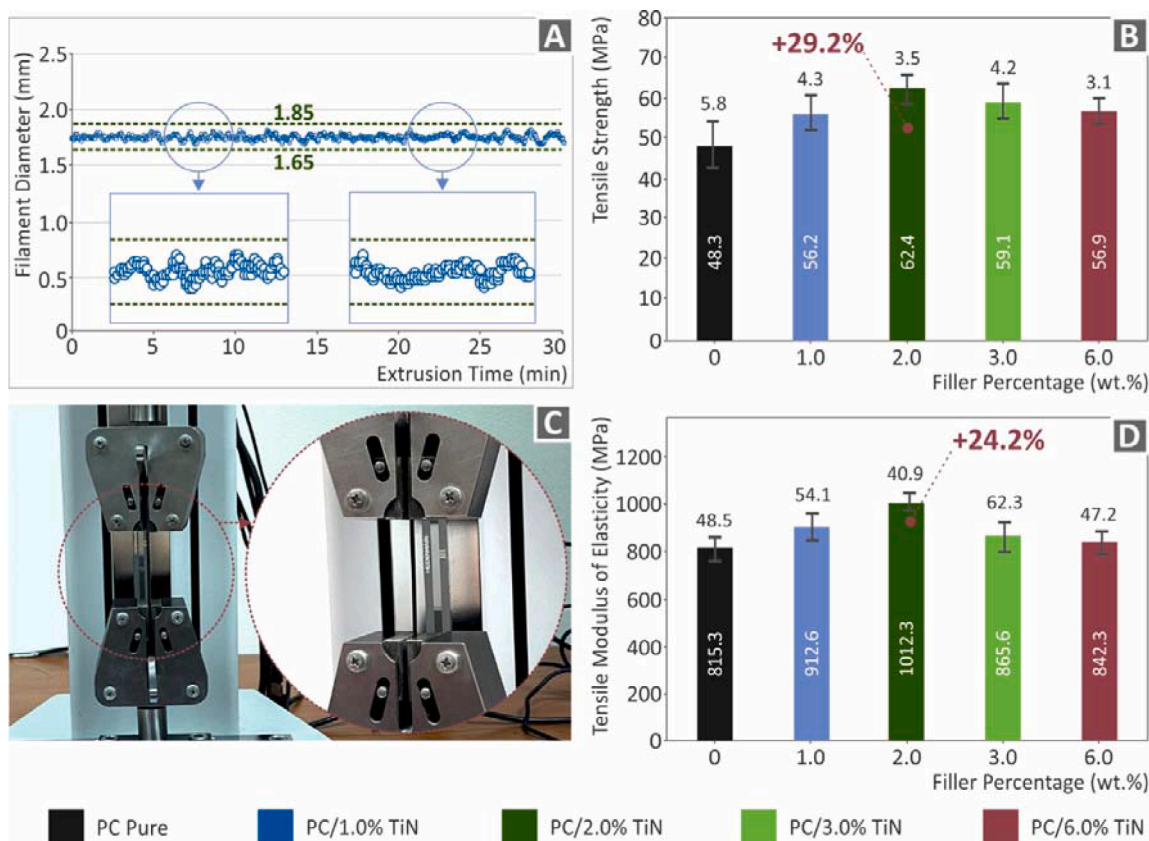 A
Filament Diameter (mm)
2.5
2.0
1.5
1.0
0.5
0
1.85
1.65
0 5 10 15 20 25 30
Extrusion Time (min)
B
Tensile Strength (MPa)
80
70
60
50
40
30
20
10
0
+29.2%
5.8 4.3 3.5 4.2 3.1
48.3 56.2 62.4 59.1 56.9
0 1.0 2.0 3.0 6.0
Filler Percentage (wt.%)
C
D
Tensile Modulus of Elasticity (MPa)
1200
1000
800
600
400
200
0
+24.2%
48.5 54.1 40.9 62.3 47.2
815.3 912.6 1012.3 865.6 842.3
0 1.0 2.0 3.0 6.0
Filler Percentage (wt.%)
PC Pure PC/1.0% TiN PC/2.0% TiN PC/3.0% TiN PC/6.0% TiN